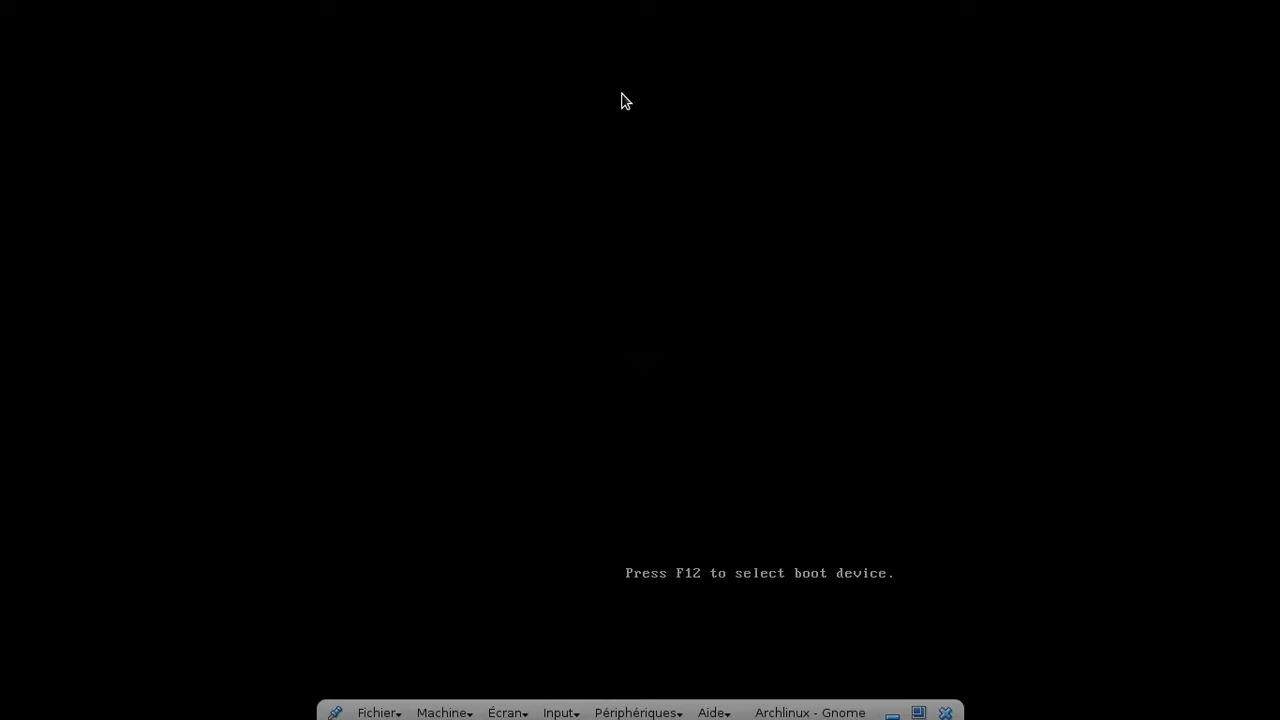 Press F12 to select boot device.
Fichier Machine Écran Input Périphériques Aide Archlinux - Gnome